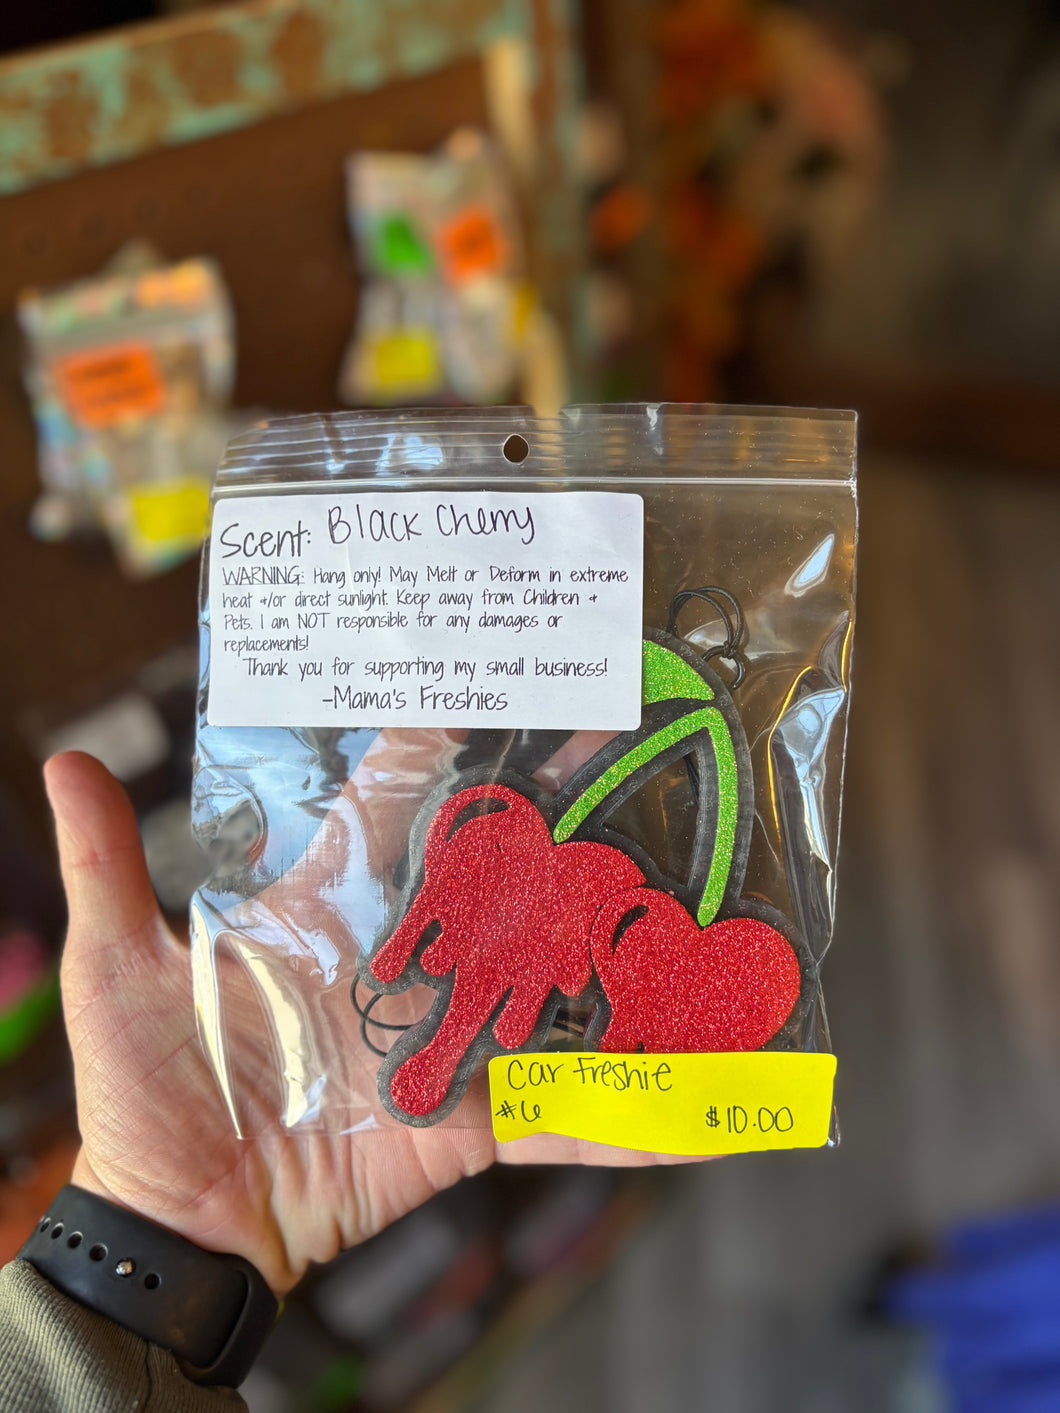 Scent: Black Cherry
WARNING: Hang only! May Melt or Deform in extreme
heat +/or direct sunlight. Keep away from Children +
Pets. I am NOT responsible for any damages or
replacements!
Thank you for supporting my small business!
-Mama's Freshies
Car Freshie
#6 $10.00